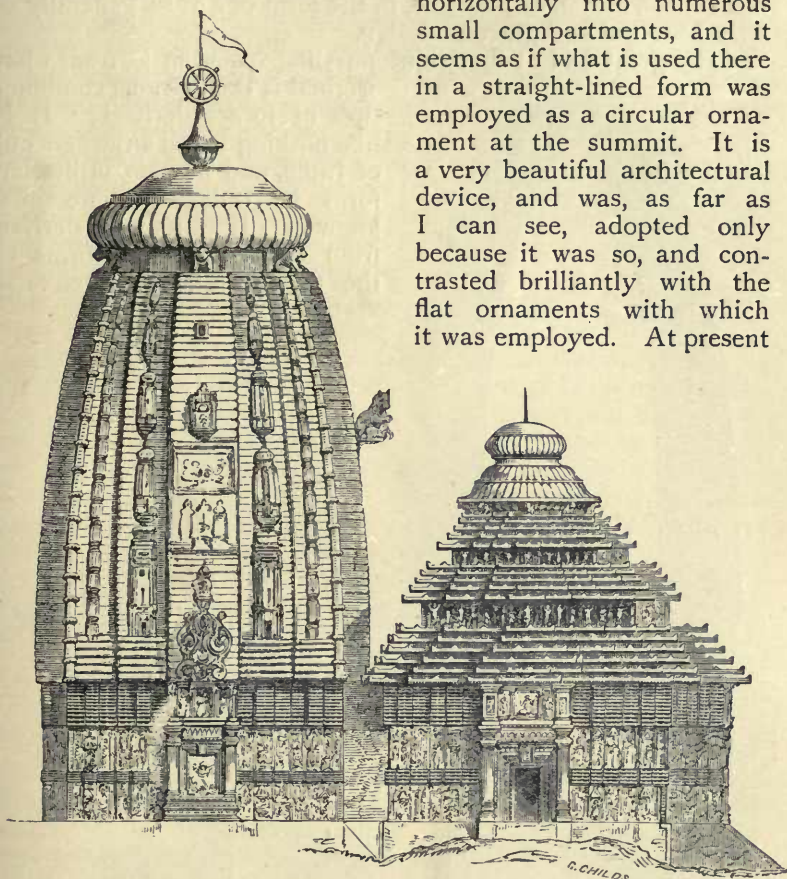 horizontally into numerous
small compartments, and it
seems as if what is used there
in a straight-lined form was
employed as a circular orna-
ment at the summit. It is
a very beautiful architectural
device, and was, as far as
I can see, adopted only
because it was so, and con-
trasted brilliantly with the
flat ornaments with which
it was employed. At present
G. CHILDS